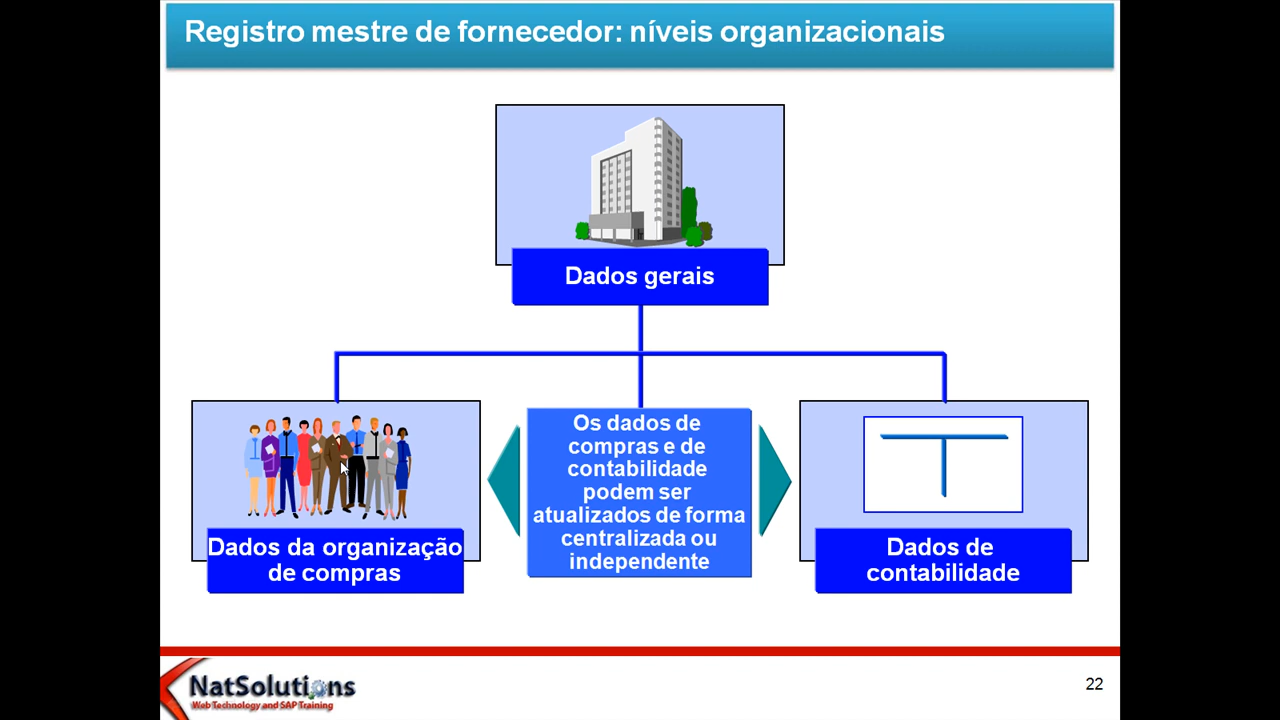 Registro mestre de fornecedor: níveis organizacionais
Dados gerais
Dados da organização
de compras
Os dados de
compras e de
contabilidade
podem ser
atualizados de forma
centralizada ou
independente
Dados de
contabilidade
NatSolutions
Web Technology and SAP Training
22